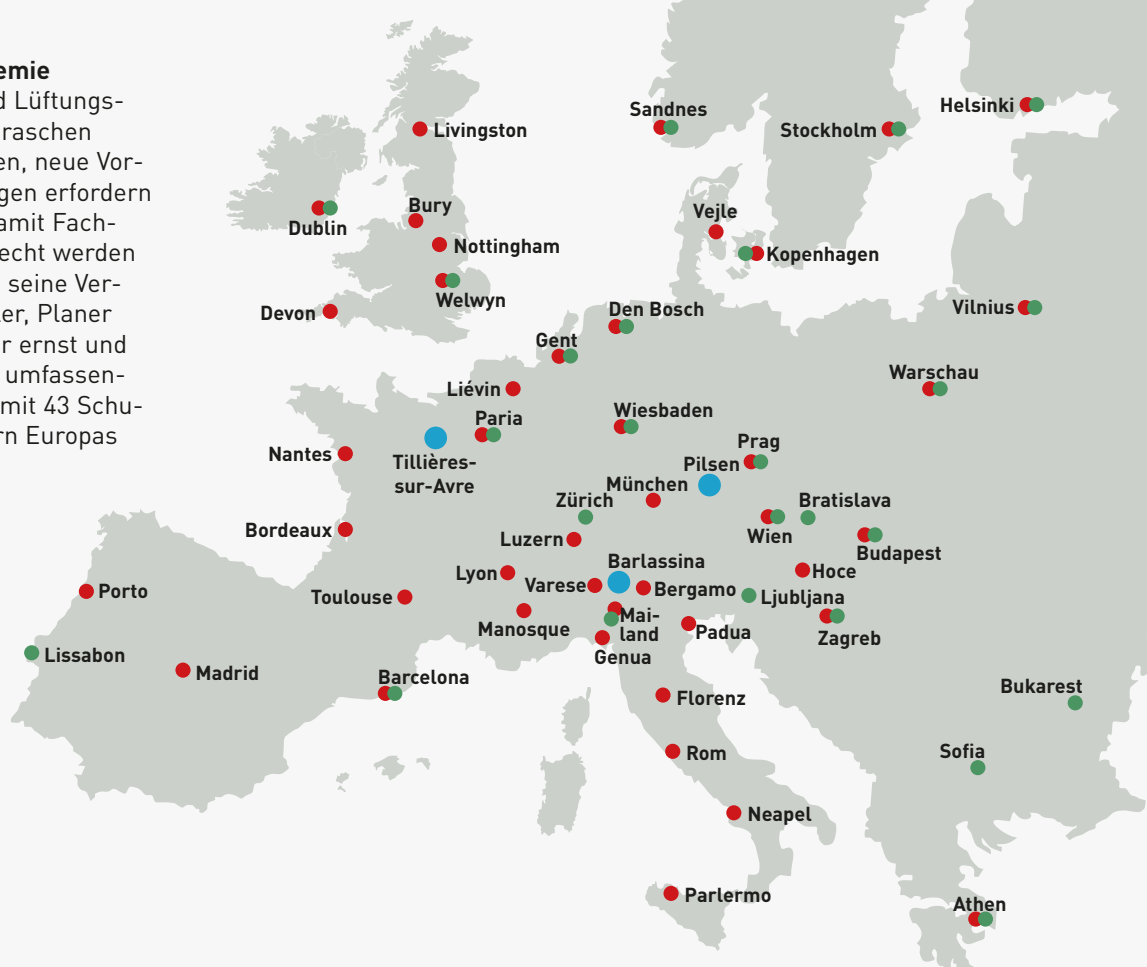 emie
d Lüftungs-
raschen
en, neue Vor-
gen erfordern
amit Fach-
echt werden
seine Ver-
er, Planer
r ernst und
umfassen-
mit 43 Schu-
rn Europas
Sandnes
Helsinki
Stockholm
Livingston
Bury
Dublin
Vejle
Nottingham
Kopenhagen
Welwyn
Devon
Den Bosch
Vilnius
Gent
Warschau
Liévin
Paria
Wiesbaden
Prag
Nantes
Tillières-
sur-Avre
Pilsen
München
Zürich
Bratislava
Bordeaux
Luzern
Wien
Budapest
Barlassina
Lyon
Varese
Bergamo
Hoce
Porto
Toulouse
Ljubljana
Manosque
Mai-
land
Padua
Zagreb
Lissabon
Genua
Madrid
Barcelona
Florenz
Bukarest
Rom
Sofia
Neapel
Parlermo
Athen